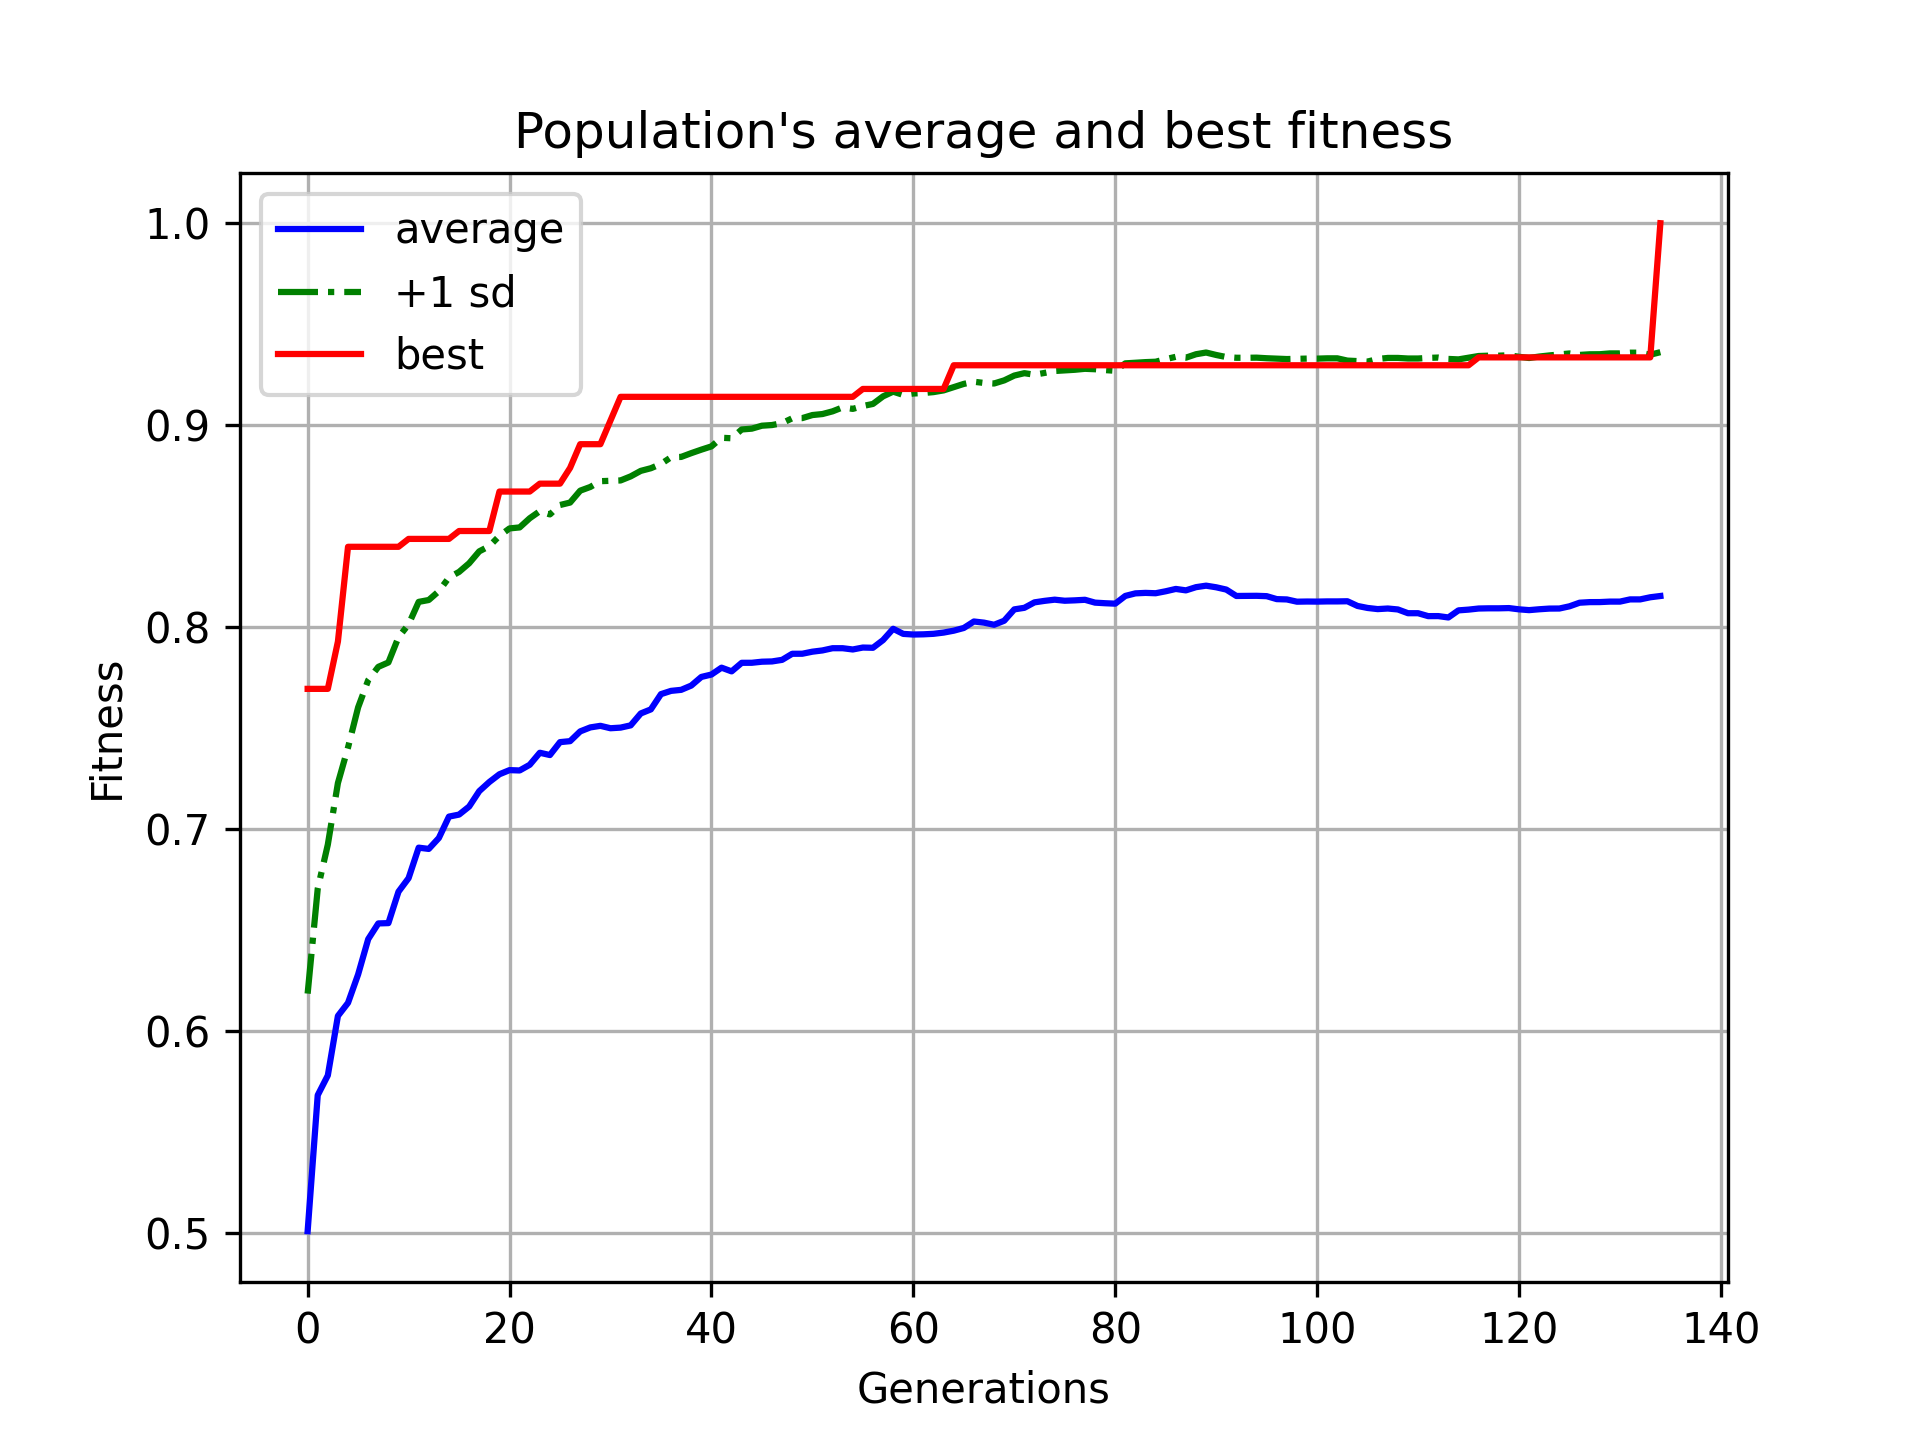 Population's average and best fitness
average
+1 sd
best
1.0
0.9
0.8
0.7
0.6
0.5
Fitness
0 20 40 60 80 100 120 140
Generations